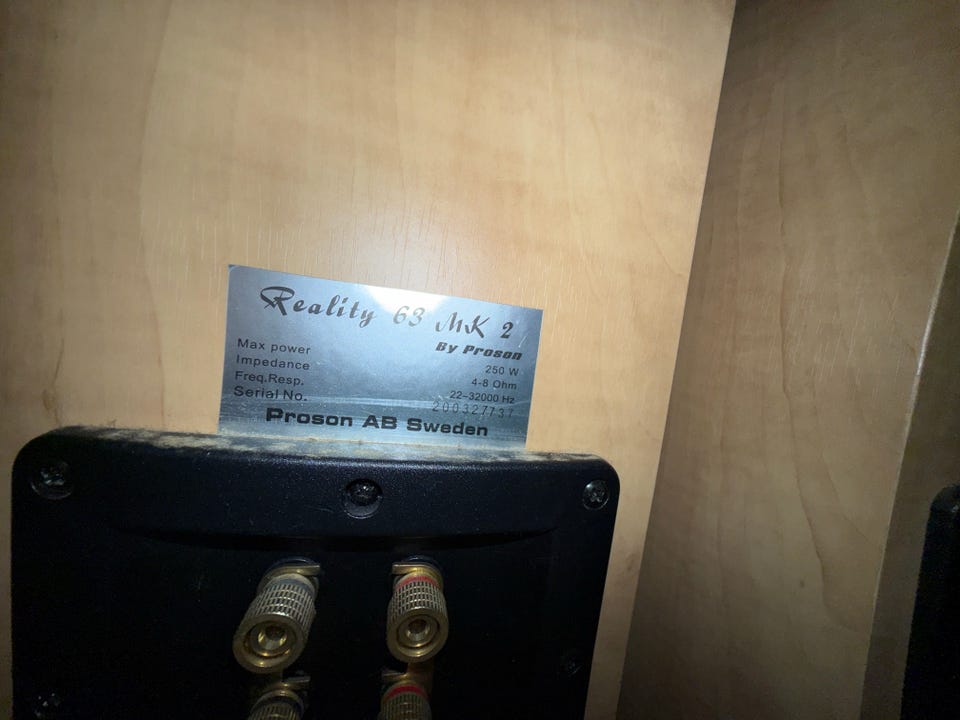 Reality 63 MK 2
By Proson
Max power 250 W
Impedance 4-8 Ohm
Freq.Resp. 22-32000 Hz
Serial No. 200327737
Proson AB Sweden